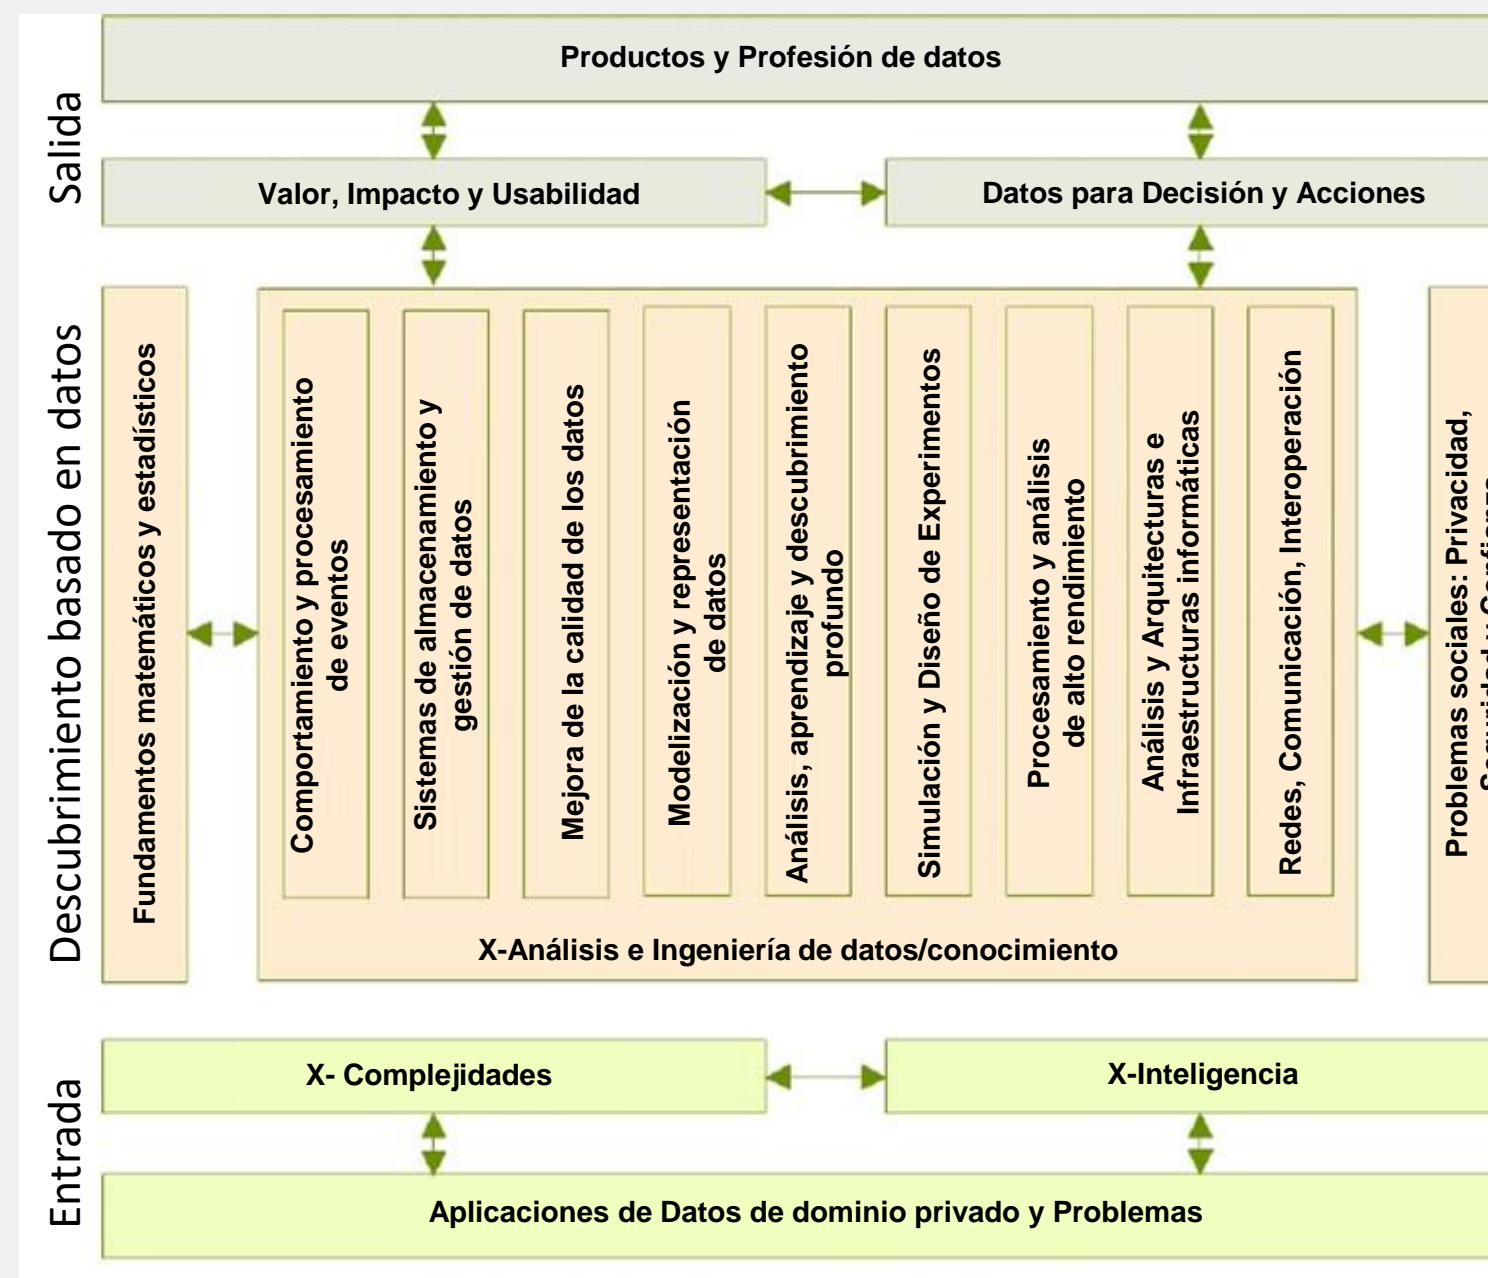 Salida
Productos y Profesión de datos
Valor, Impacto y Usabilidad
Datos para Decisión y Acciones
Descubrimiento basado en datos
Fundamentos matemáticos y estadísticos
Comportamiento y procesamiento
de eventos
Sistemas de almacenamiento y
gestión de datos
Mejora de la calidad de los datos
Modelización y representación
de datos
Análisis, aprendizaje y descubrimiento
profundo
Simulación y Diseño de Experimentos
Procesamiento y análisis
de alto rendimiento
Análisis y Arquitecturas e
Infraestructuras informáticas
Redes, Comunicación, Interoperación
X-Análisis e Ingeniería de datos/conocimiento
Problemas sociales: Privacidad,
Entrada
X- Complejidades
X-Inteligencia
Aplicaciones de Datos de dominio privado y Problemas